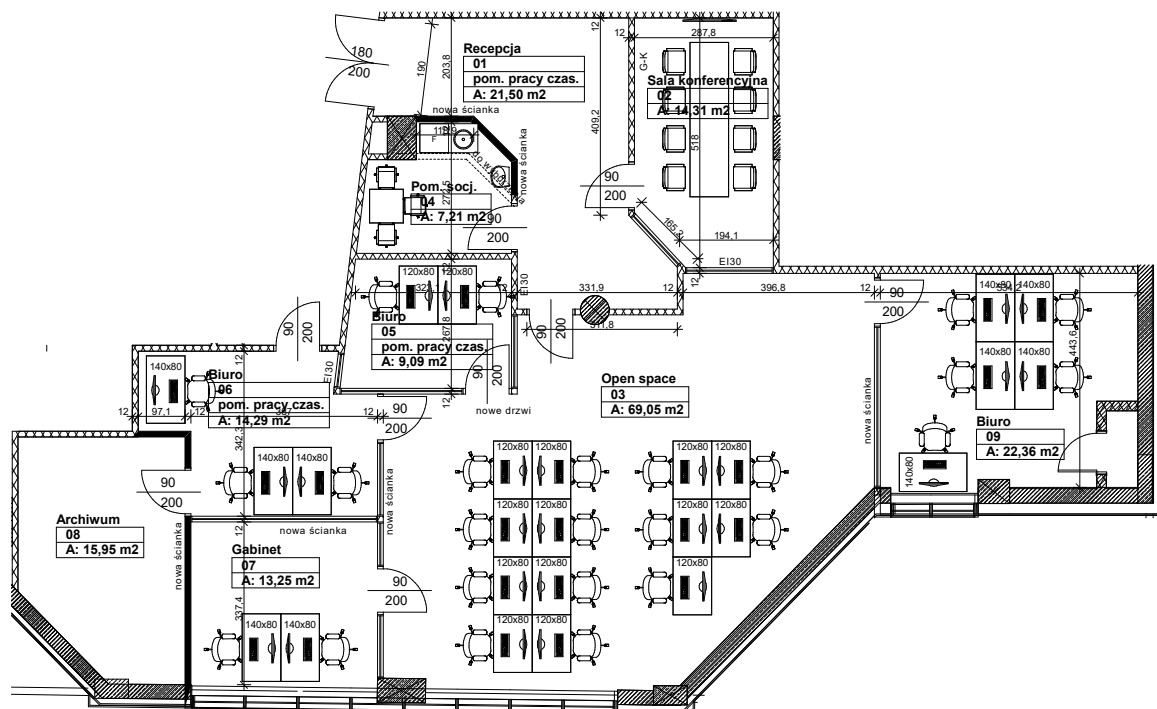 Recepcja
01
pom. pracy czas.
A: 21,50 m2
nowa ścianka
Sala konferencyjna
02
A: 14,31 m2
G-K
180
200
190
203,8
12
12
287,8
409,2
518
90
200
165,2
194,1
EI30
12
nowa ścianka
Pom. socj.
04
A: 7,21 m2
90
200
EI30
12
331,9
12
396,8
12
311,8
120x80
120x80
Biuro
05
pom. pracy czas.
A: 9,09 m2
267,8
90
200
90
200
nowe drzwi
12
90
200
EI30
140x80
Biuro
06
pom. pracy czas.
A: 14,29 m2
12
97,1
12
12
12
342,3
90
200
140x80
140x80
nowa ścianka
nowa ścianka
90
200
Archiwum
08
A: 15,95 m2
nowa ścianka
Gabinet
07
A: 13,25 m2
12
337,4
90
200
140x80
140x80
Open space
03
A: 69,05 m2
120x80
120x80
120x80
120x80
120x80
120x80
120x80
120x80
120x80
120x80
120x80
120x80
120x80
nowa ścianka
90
200
140x80
140x80
140x80
140x80
443,6
Biuro
09
A: 22,36 m2
140x80